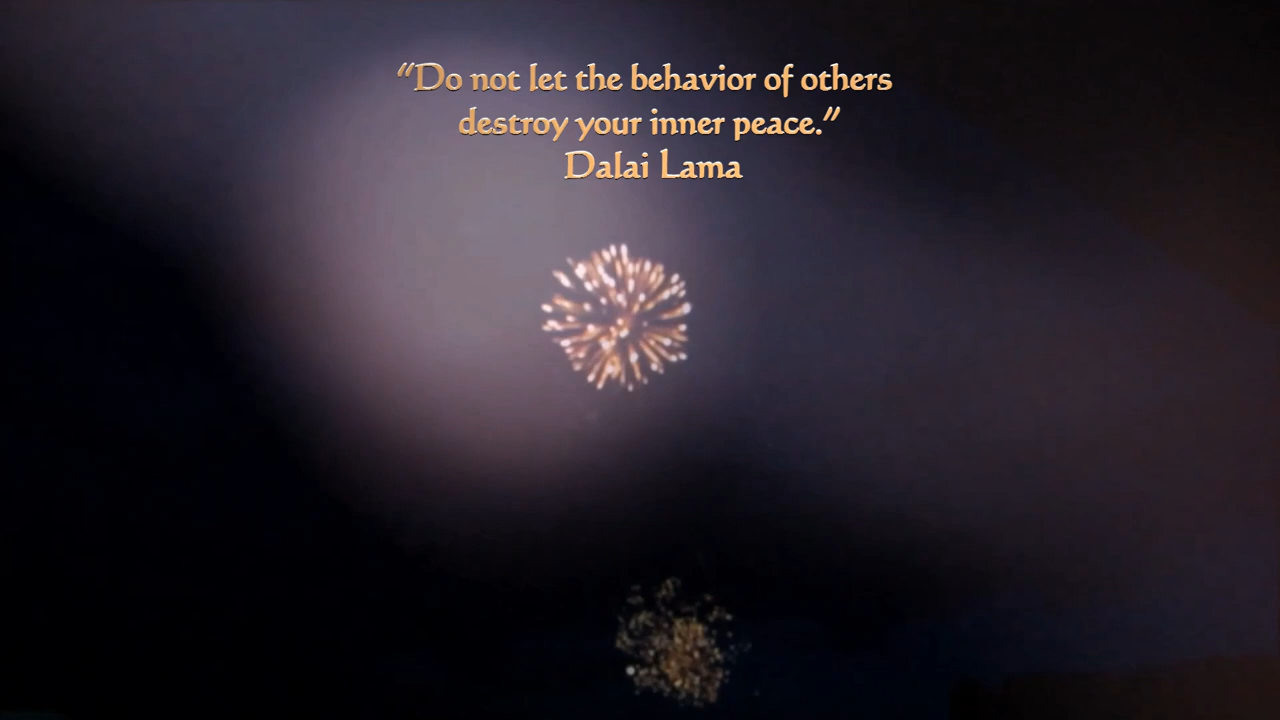 “Do not let the behavior of others
destroy your inner peace.”
Dalai Lama